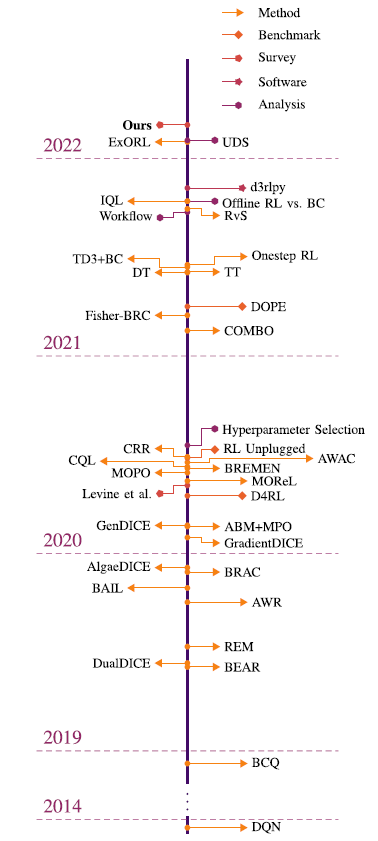 Method
Benchmark
Survey
Software
Analysis
Ours
ExORL
UDS
2022
d3rlpy
IQL
Offline RL vs. BC
Workflow
RvS
TD3+BC
Onestep RL
DT
TT
DOPE
Fisher-BRC
COMBO
2021
Hyperparameter Selection
CRR
RL Unplugged
CQL
AWAC
MOPO
BREMEN
MOReL
Levine et al.
D4RL
GenDICE
ABM+MPO
GradientDICE
2020
AlgaeDICE
BRAC
BAIL
AWR
REM
DualDICE
BEAR
2019
BCQ
2014
DQN